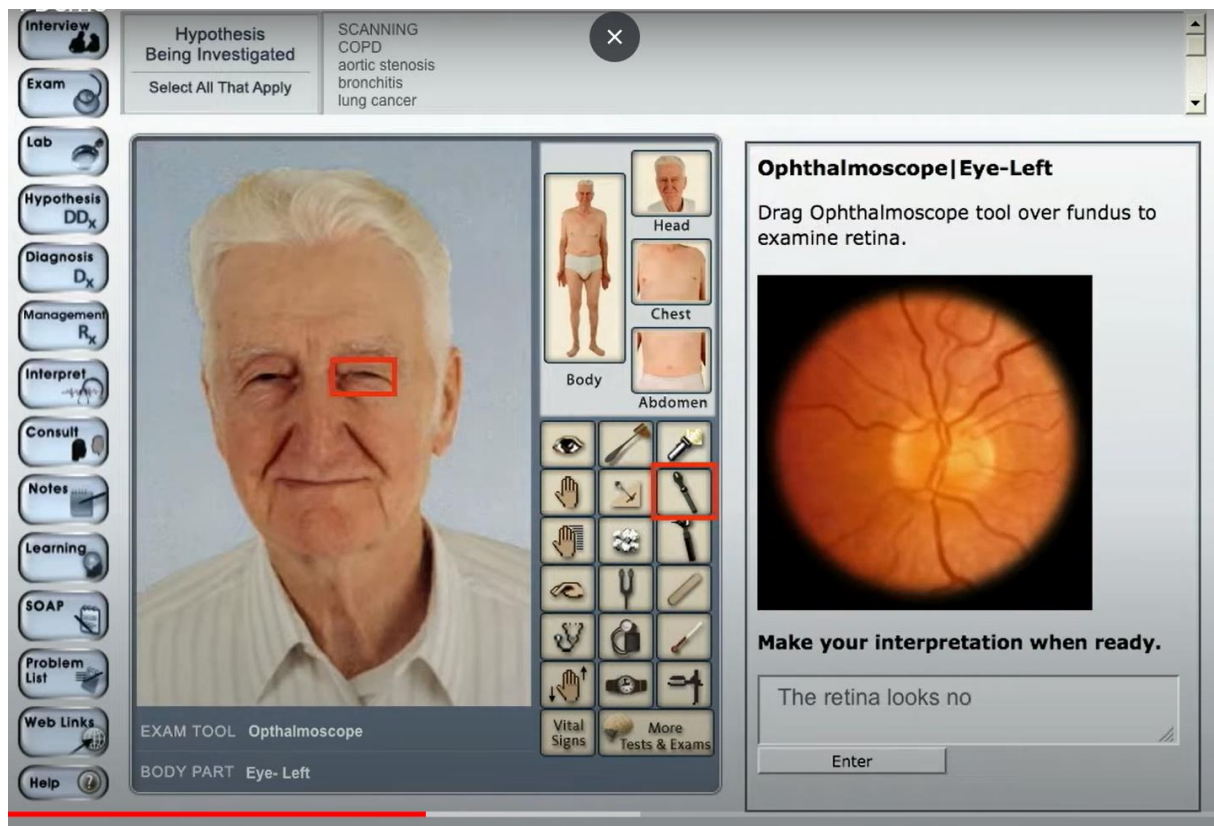 Interview
Exam
Lab
Hypothesis
DDx
Diagnosis
Dx
Management
Rx
Interpret
Consult
Notes
Learning
SOAP
Problem
List
Web Links
Help
?
Hypothesis
Being Investigated
Select All That Apply
SCANNING
COPD
aortic stenosis
bronchitis
lung cancer
Head
Chest
Body
Abdomen
Vital
Signs
More
Tests & Exams
EXAM TOOL Opthalmoscope
BODY PART Eye- Left
Ophthalmoscope|Eye-Left
Drag Ophthalmoscope tool over fundus to
examine retina.
Make your interpretation when ready.
The retina looks no
Enter